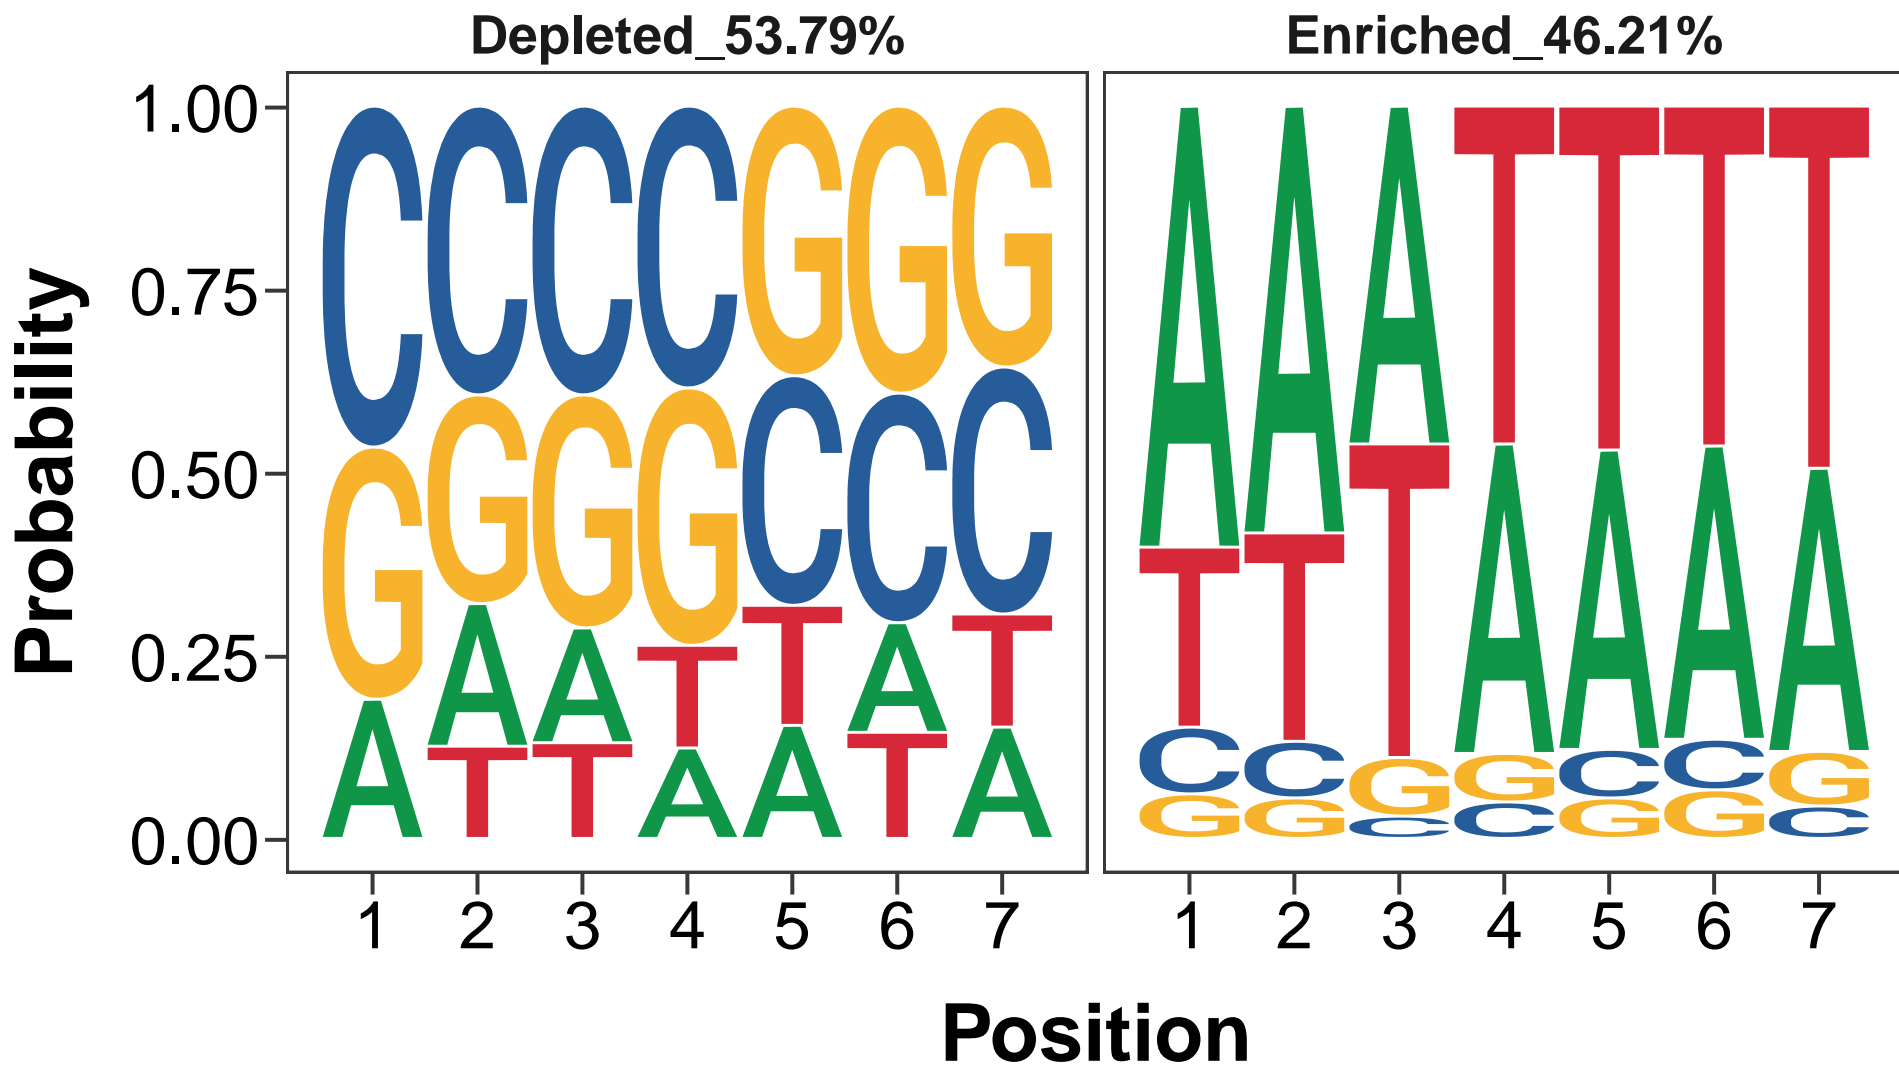 Depleted_53.79% Enriched_46.21%
Probability
1.00
0.75
0.50
0.25
0.00
C C C C G G G
G G G G C C C
A A A T T A T
T T A A T A
A A A T T T T
T T T A A A A
C C G G C C G
G G C C G G C
1 2 3 4 5 6 7
1 2 3 4 5 6 7
Position